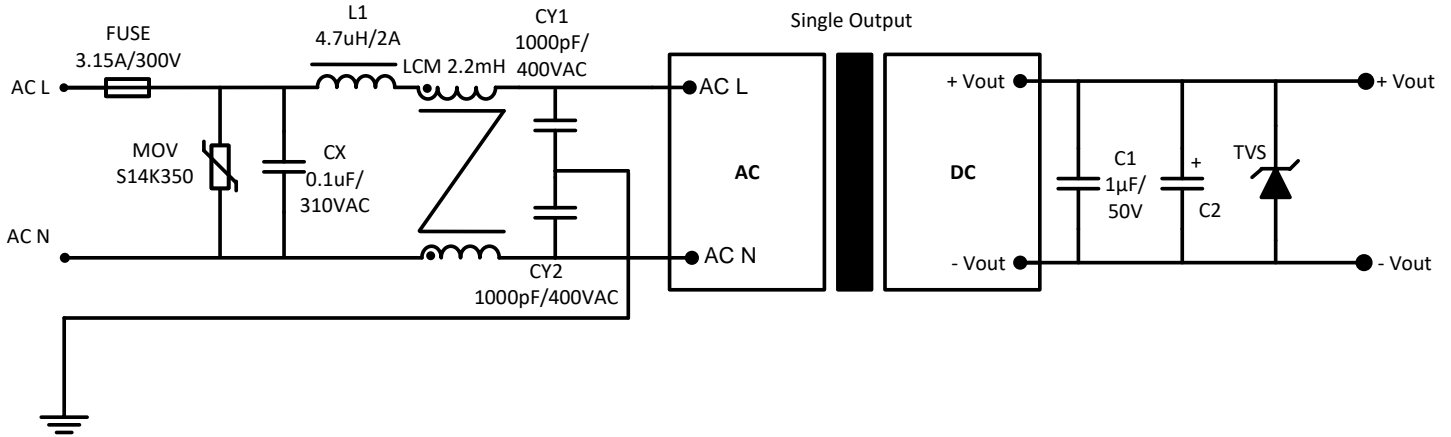 Single Output
FUSE
3.15A/300V
L1
4.7uH/2A
LCM 2.2mH
CY1
1000pF/
400VAC
AC L
AC L
+ Vout
+ Vout
MOV
S14K350
CX
0.1uF/
310VAC
AC
DC
C1
1µF/
50V
+
C2
TVS
AC N
AC N
- Vout
- Vout
CY2
1000pF/400VAC